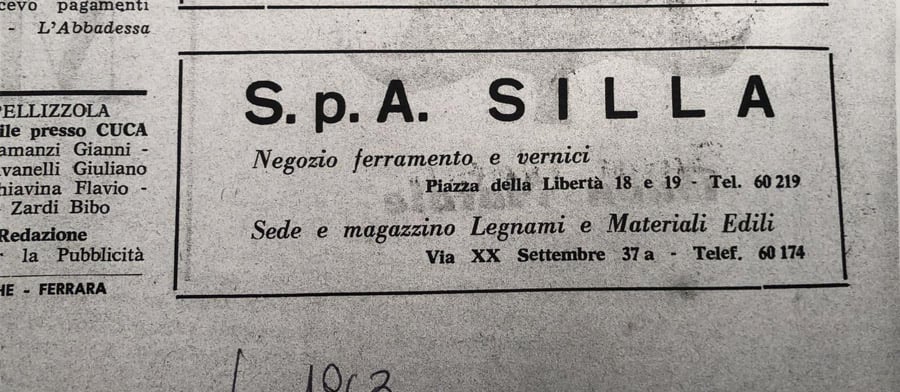 cevo pagamenti
- L'Abbadessa
PELLIZZOLA
ile presso CUCA
amanzi Gianni -
vanelli Giuliano
hiavina Flavio -
Zardi Bibo
Redazione
la Pubblicità
HE - FERRARA
S.p.A. SILLA
Negozio ferramento e vernici
Piazza della Libertà 18 e 19 - Tel. 60 219
Sede e magazzino Legnami e Materiali Edili
Via XX Settembre 37 a - Telef. 60 174